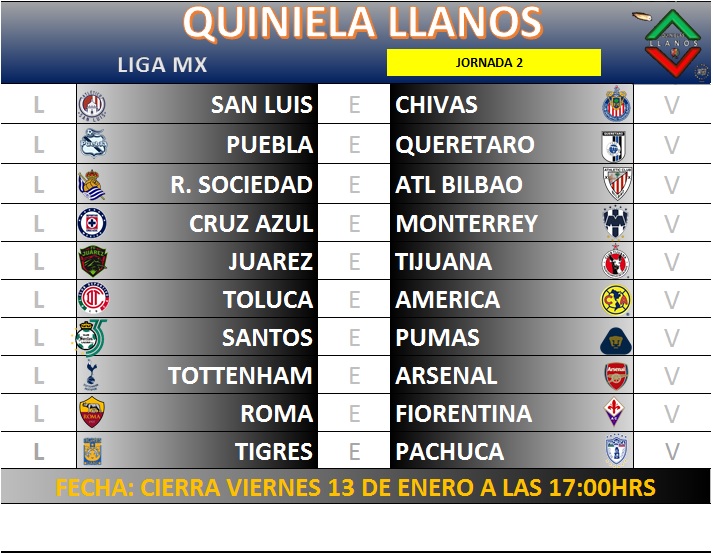 QUINIELA LLANOS
LLANOS
LIGA MX JORNADA 2
L SAN LUIS E CHIVAS V
L PUEBLA E QUERETARO V
L R. SOCIEDAD E ATL BILBAO V
L CRUZ AZUL E MONTERREY V
L JUAREZ E TIJUANA V
L TOLUCA E AMERICA V
L SANTOS E PUMAS V
L TOTTENHAM E ARSENAL V
L ROMA E FIORENTINA V
L TIGRES E PACHUCA V
FECHA: CIERRA VIERNES 13 DE ENERO A LAS 17:00HRS